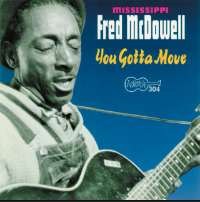 MISSISSIPPI
Fred McDowell
You Gotta Move
Arhoolie
304